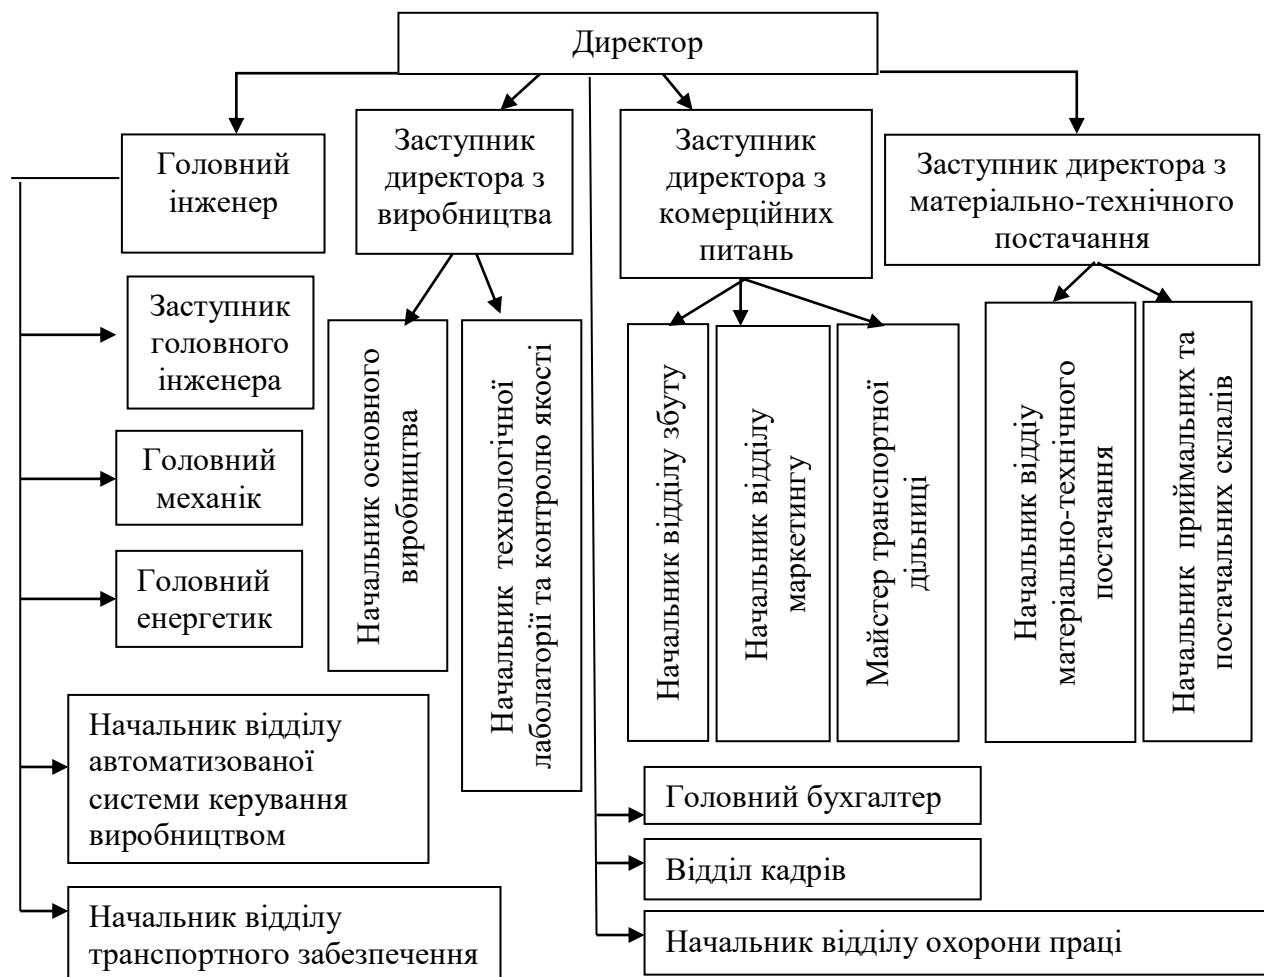 Директор
Головний
інженер
Заступник
директора з
виробництва
Заступник
директора з
комерційних
питань
Заступник директора з
матеріально-технічного
постачання
Заступник
головного
інженера
Головний
механік
Головний
енергетик
Начальник відділу
автоматизованої
системи керування
виробництвом
Начальник відділу
транспортного забезпечення
Начальник основного
виробництва
Начальник технологічної
лаболаторії та контролю якості
Начальник відділу збуту
Начальник відділу
маркетингу
Майстер транспортної
дільниці
Начальник відділу
матеріально-технічного
постачання
Начальник приймальних та
постачальних складів
Головний бухгалтер
Відділ кадрів
Начальник відділу охорони праці